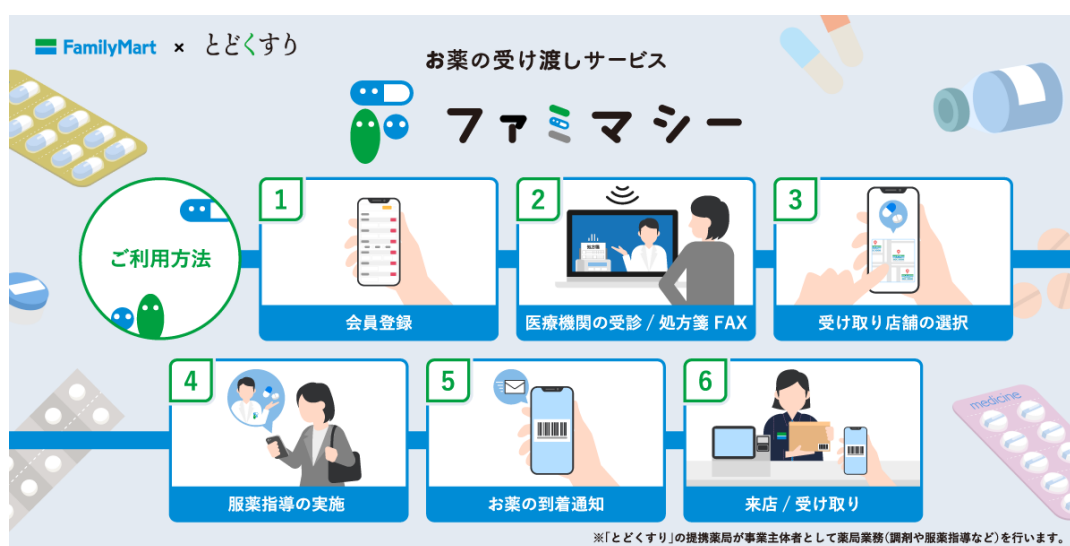 FamilyMart × とどくすり
お薬の受け渡しサービス
ファミマシー
ご利用方法
1
会員登録
2
処方箋
医療機関の受診 / 処方箋 FAX
3
受け取り店舗の選択
4
服薬指導の実施
5
お薬の到着通知
6
来店 / 受け取り
medicine
※「とどくすり」の提携薬局が事業主体者として薬局業務(調剤や服薬指導など)を行います。